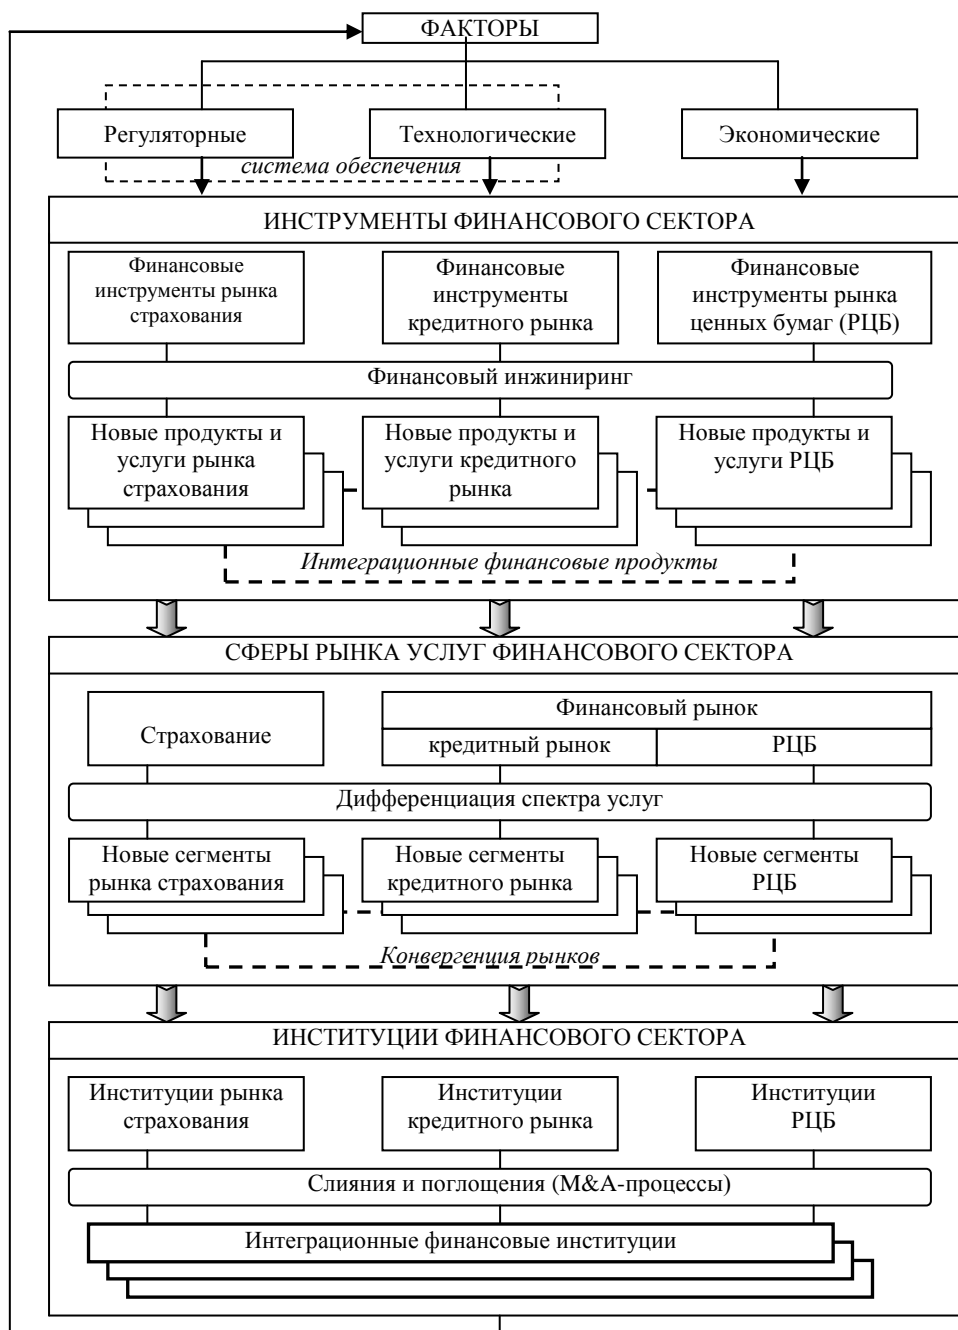 ФАКТОРЫ
Регуляторные
Технологические
Экономические
система обеспечения
ИНСТРУМЕНТЫ ФИНАНСОВОГО СЕКТОРА
Финансовые
инструменты рынка
страхования
Финансовые
инструменты
кредитного рынка
Финансовые
инструменты рынка
ценных бумаг (РЦБ)
Финансовый инжиниринг
Новые продукты и
услуги рынка
страхования
Новые продукты и
услуги кредитного
рынка
Новые продукты и
услуги РЦБ
Интеграционные финансовые продукты
СФЕРЫ РЫНКА УСЛУГ ФИНАНСОВОГО СЕКТОРА
Страхование
Финансовый рынок
кредитный рынок
РЦБ
Дифференциация спектра услуг
Новые сегменты
рынка страхования
Новые сегменты
кредитного рынка
Новые сегменты
РЦБ
Конвергенция рынков
ИНСТИТУЦИИ ФИНАНСОВОГО СЕКТОРА
Институции рынка
страхования
Институции
кредитного рынка
Институции
РЦБ
Слияния и поглощения (M&A-процессы)
Интеграционные финансовые институции